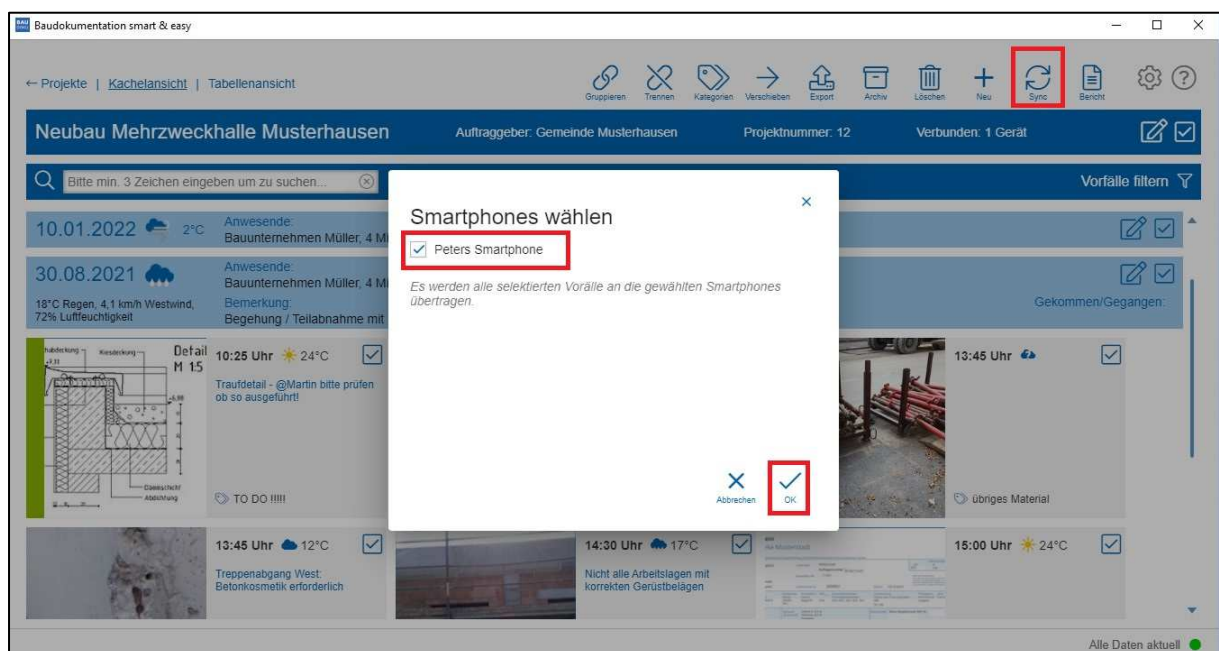 Baudokumentation smart & easy
← Projekte | Kachelansicht | Tabellenansicht
Gruppieren Trennen Kategorien Verschieben Export Archiv Löschen Neu Sync Bericht
Neubau Mehrzweckhalle Musterhausen Auftraggeber: Gemeinde Musterhausen Projektnummer: 12 Verbunden: 1 Gerät
Bitte min. 3 Zeichen eingeben um zu suchen... Vorfälle filtern
Smartphones wählen
Peters Smartphone
Es werden alle selektierten Vorälle an die gewählten Smartphones
übertragen.
Abbrechen OK
10.01.2022 2°C Anwesende:
Bauunternehmen Müller, 4 Mi
30.08.2021 Anwesende:
Bauunternehmen Müller, 4 Mi
18°C Regen, 4,1 km/h Westwind,
72% Luftfeuchtigkeit
Bemerkung:
Begehung / Teilabnahme mit
Gekommen/Gegangen:
Kiesdeckung
Detail
M 1:5
Dämmschicht
Abdichtung
10:25 Uhr 24°C
Traufdetail - @Martin bitte prüfen
ob so ausgeführt!
TO DO !!!!!
13:45 Uhr
übriges Material
13:45 Uhr 12°C
Treppenabgang West:
Betonkosmetik erforderlich
14:30 Uhr 17°C
Nicht alle Arbeitslagen mit
korrekten Gerüstbelägen
15:00 Uhr 24°C
Alle Daten aktuell